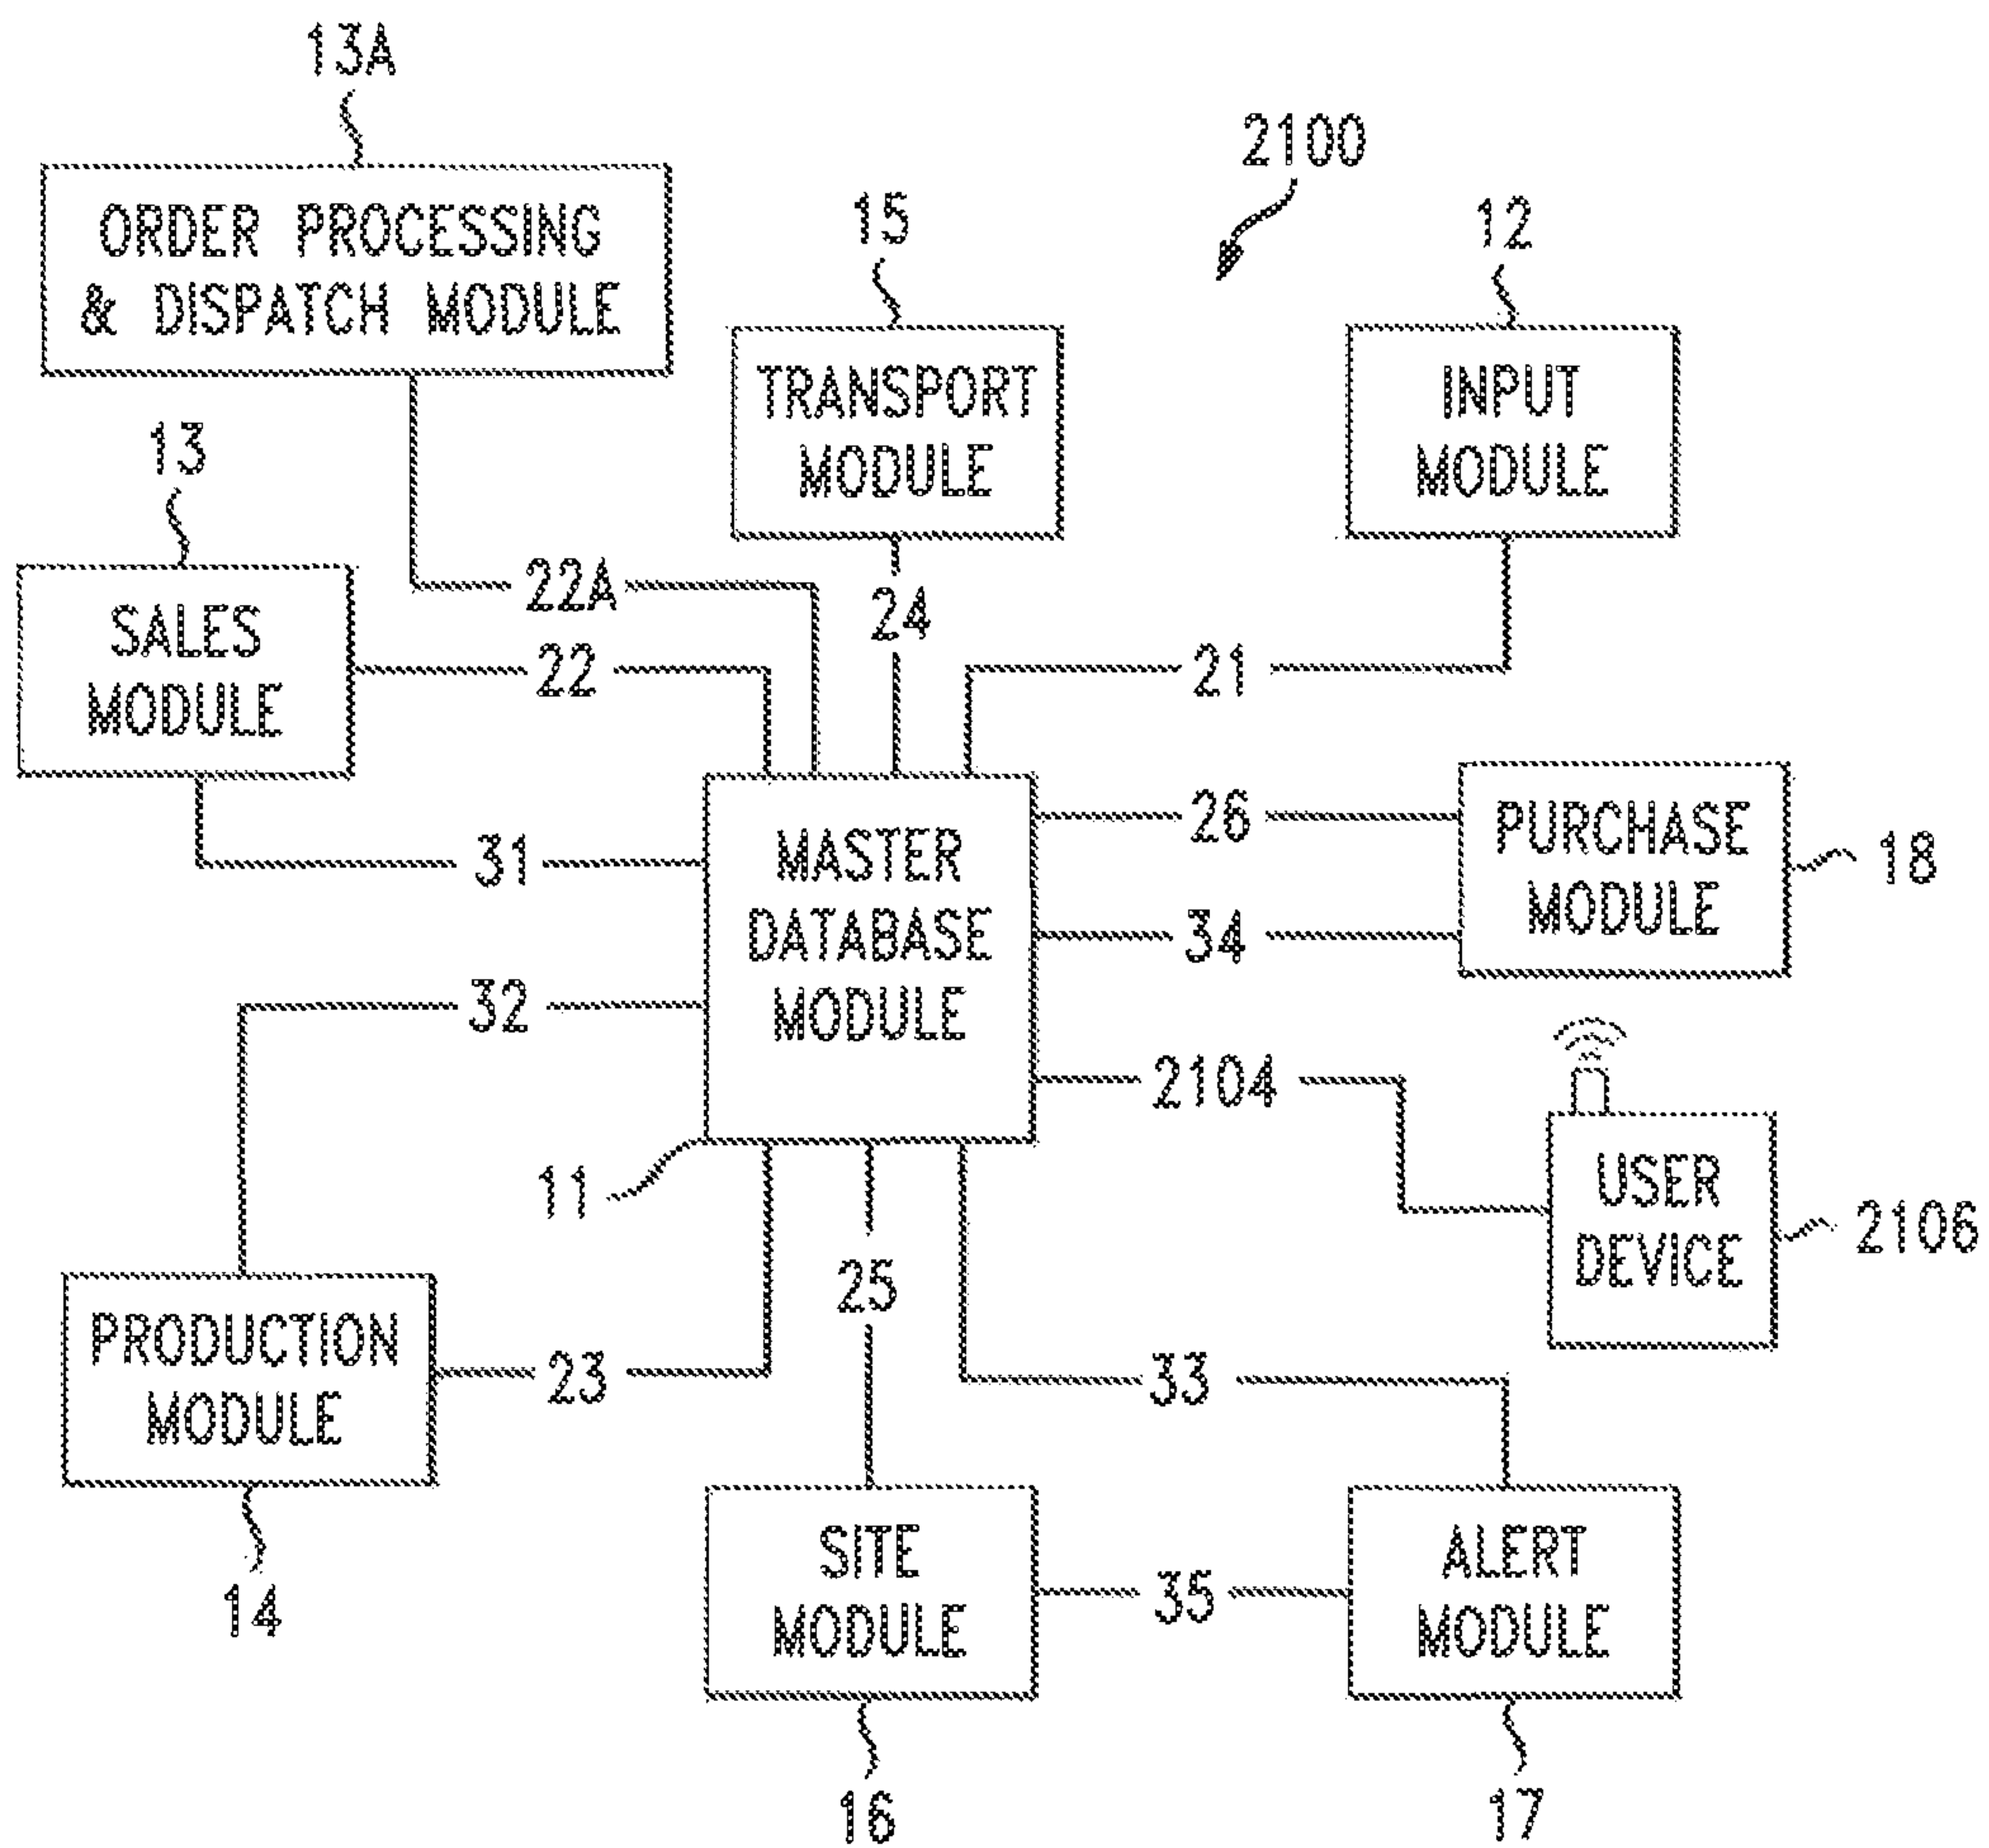 13A
2100
ORDER PROCESSING
& DISPATCH MODULE
15
12
TRANSPORT
MODULE
INPUT
MODULE
13
SALES
MODULE
22A
24
22
21
MASTER
DATABASE
MODULE
26
PURCHASE
MODULE
18
31
34
32
2104
11
USER
DEVICE
2106
25
PRODUCTION
MODULE
23
33
14
SITE
MODULE
35
ALERT
MODULE
16
17